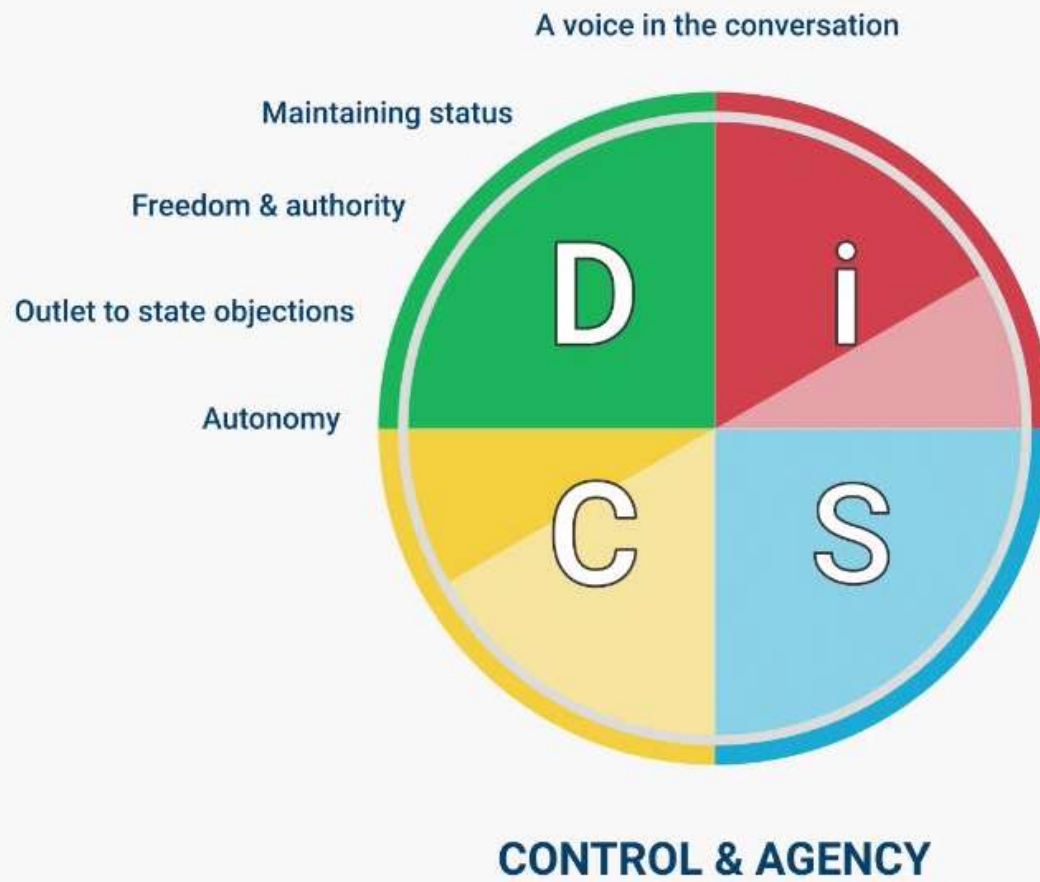 A voice in the conversation
Maintaining status
Freedom & authority
Outlet to state objections
Autonomy
D
i
C
S
CONTROL & AGENCY